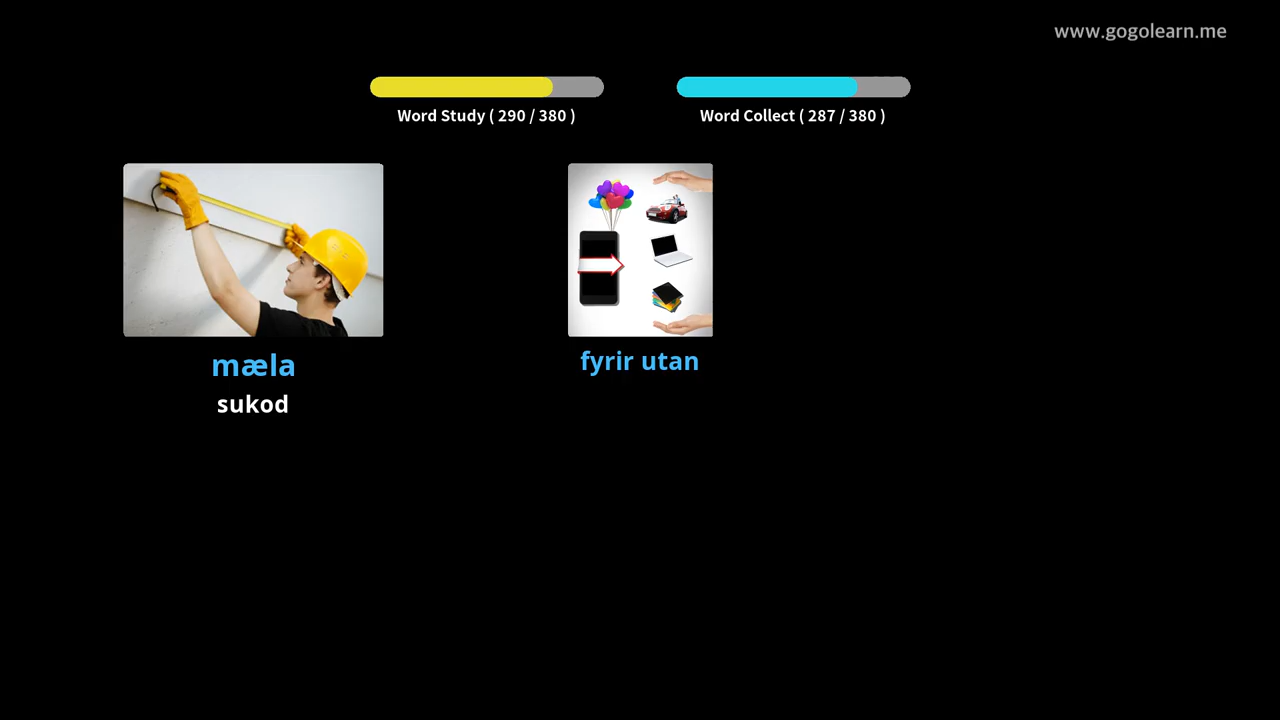 www.gogolearn.me
Word Study ( 290 / 380 )
Word Collect ( 287 / 380 )
mæla
sukod
fyrir utan